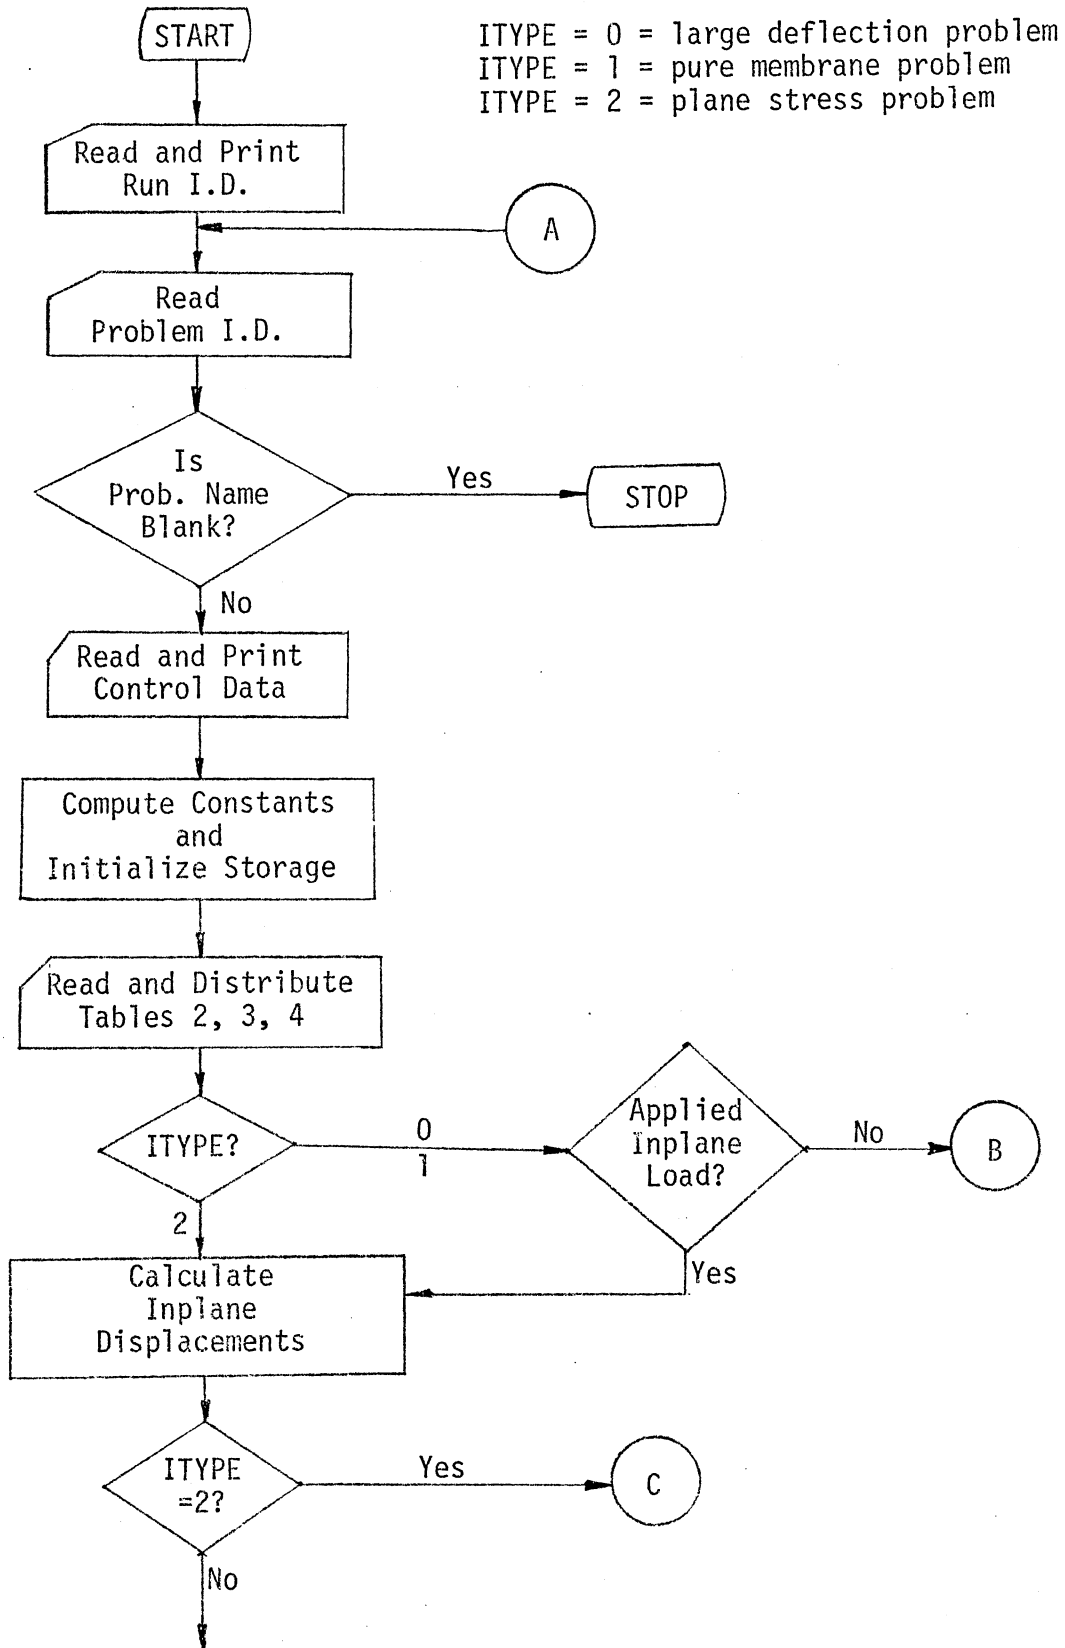 START
ITYPE = 0 = large deflection problem
ITYPE = 1 = pure membrane problem
ITYPE = 2 = plane stress problem
Read and Print
Run I.D.
A
Read
Problem I.D.
Is
Prob. Name
Blank?
Yes
STOP
No
Read and Print
Control Data
Compute Constants
and
Initialize Storage
Read and Distribute
Tables 2, 3, 4
ITYPE?
0
1
Applied
Inplane
Load?
No
B
2
Yes
Calculate
Inplane
Displacements
ITYPE
=2?
Yes
C
No